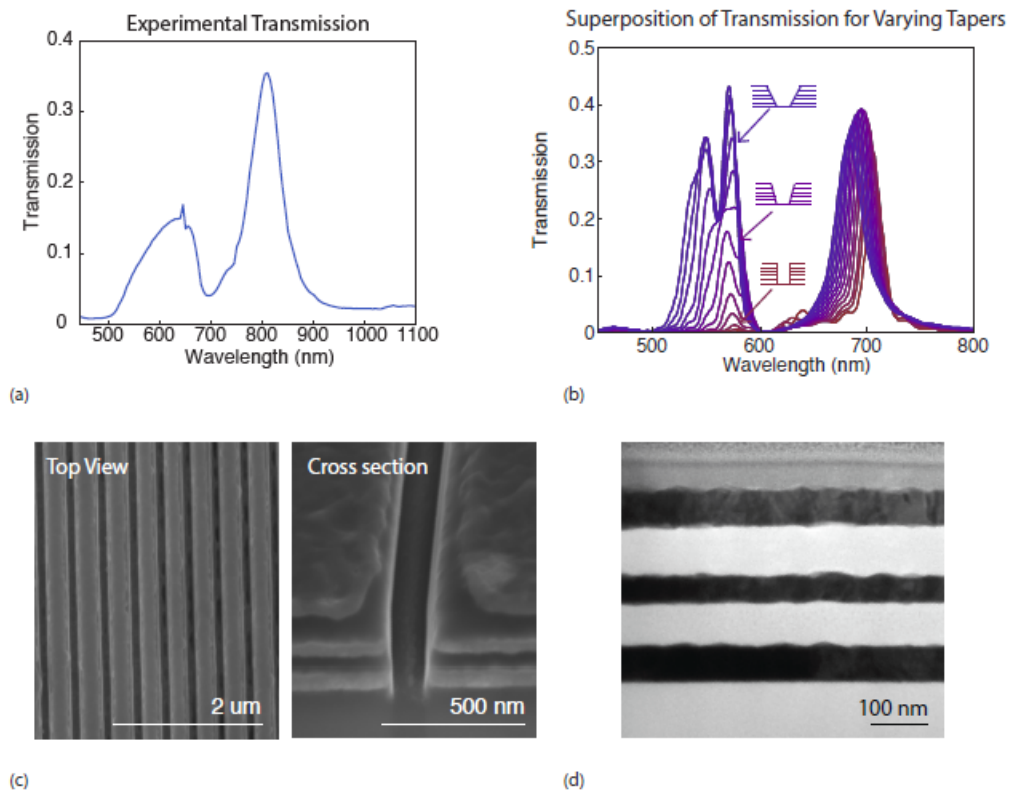 Experimental Transmission
0.4
0.3
0.2
0.1
0
Transmission
500 600 700 800 900 1000 1100
Wavelength (nm)
(a)
Superposition of Transmission for Varying Tapers
0.5
0.4
0.3
0.2
0.1
0
Transmission
500 600 700 800
Wavelength (nm)
(b)
Top View
2 um
Cross section
500 nm
(c)
100 nm
(d)